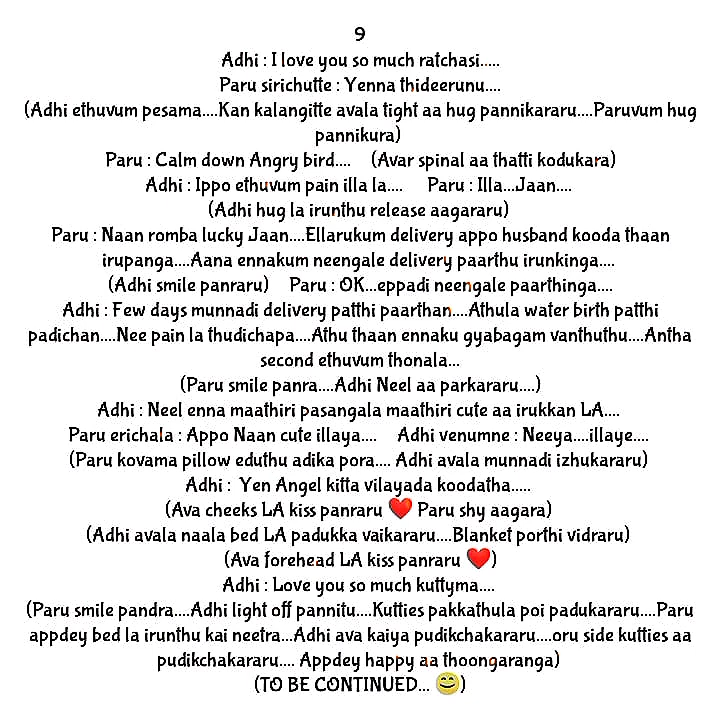 9
Adhi : I love you so much ratchasi.....
Paru sirichutte : Yenna thideerunu....
(Adhi ethuvum pesama....Kan kalangitte avala tight aa hug pannikararu....Paruvum hug
pannikura)
Paru : Calm down Angry bird.... (Avar spinal aa thatti kodukara)
Adhi : Ippo ethuvum pain illa la.... Paru : Illa...Jaan....
(Adhi hug la irunthu release aagararu)
Paru : Naan romba lucky Jaan....Ellarukum delivery appo husband kooda thaan
irupanga....Aana ennakum neengale delivery paarthu irunkinga....
(Adhi smile panraru) Paru : OK...eppadi neengale paarthinga....
Adhi : Few days munnadi delivery patthi paarthan....Athula water birth patthi
padichan....Nee pain la thudichapa....Athu thaan ennaku gyabagam vanthuthu....Antha
second ethuvum thonala...
(Paru smile panra....Adhi Neel aa parkararu....)
Adhi : Neel enna maathiri pasangala maathiri cute aa irukkan LA....
Paru erichala : Appo Naan cute illaya.... Adhi venumne : Neeya....illaye....
(Paru kovama pillow eduthu adika pora.... Adhi avala munnadi izhukararu)
Adhi : Yen Angel kitta vilayada koodatha.....
(Ava cheeks LA kiss panraru ❤️ Paru shy aagara)
(Adhi avala naala bed LA padukka vaikararu....Blanket porthi vidraru)
(Ava forehead LA kiss panraru ❤️)
Adhi : Love you so much kuttyma....
(Paru smile pandra....Adhi light off pannitu....Kutties pakkathula poi padukararu....Paru
appdey bed la irunthu kai neetra...Adhi ava kaiya pudikchakararu....oru side kutties aa
pudikchakararu.... Appdey happy aa thoongaranga)
(TO BE CONTINUED... 😊)